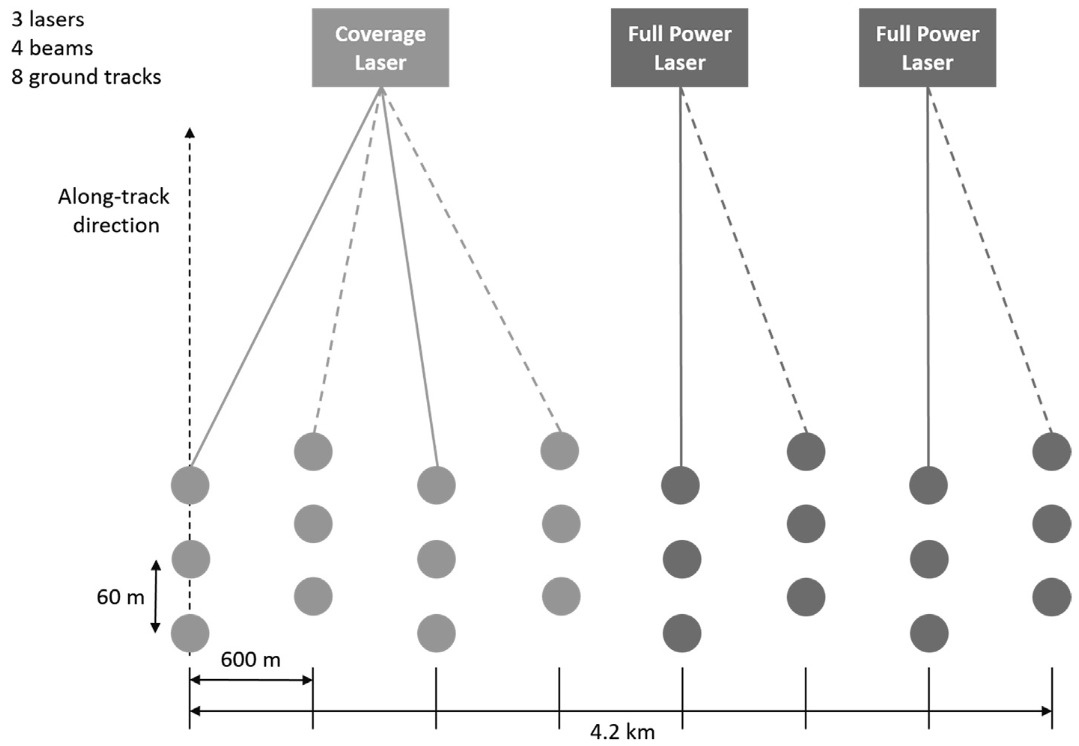 3 lasers
4 beams
8 ground tracks
Coverage
Laser
Full Power
Laser
Full Power
Laser
Along-track
direction
60 m
600 m
4.2 km